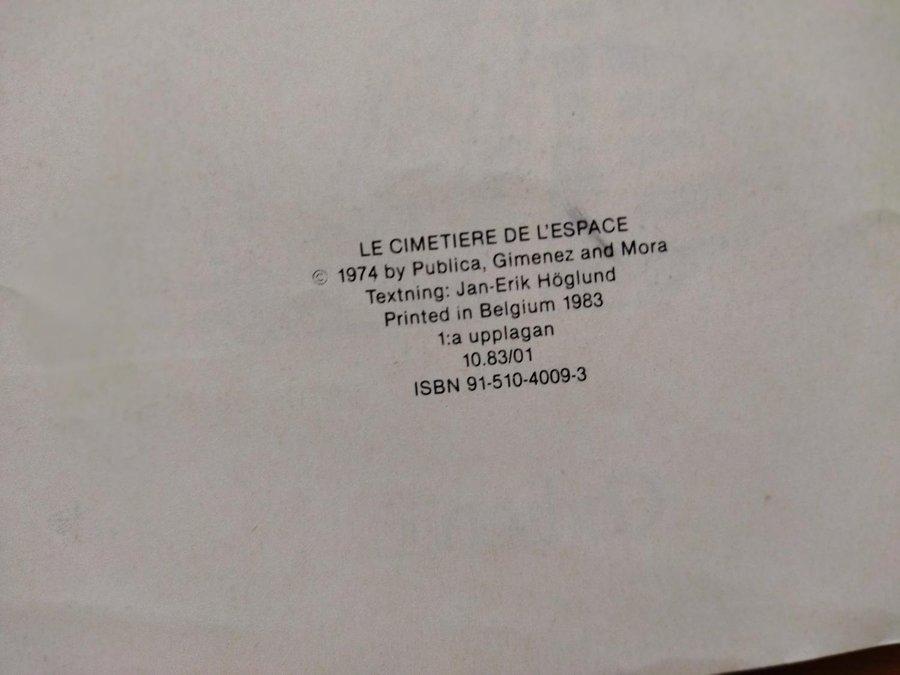 LE CIMETIERE DE L'ESPACE
© 1974 by Publica, Gimenez and Mora
Textning: Jan-Erik Höglund
Printed in Belgium 1983
1:a upplagan
10.83/01
ISBN 91-510-4009-3